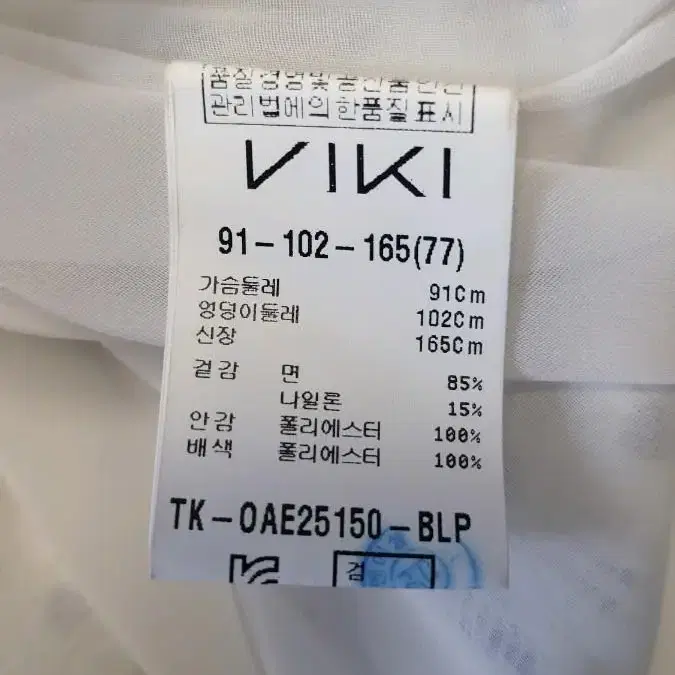 품질경영및공산품안전
관리법에의한품질표시
VIKI
91-102-165(77)
가슴둘레 91Cm
엉덩이둘레 102Cm
신장 165Cm
겉감 면 85%
나일론 15%
안감 폴리에스터 100%
배색 폴리에스터 100%
TK-OAE25150-BLP
검